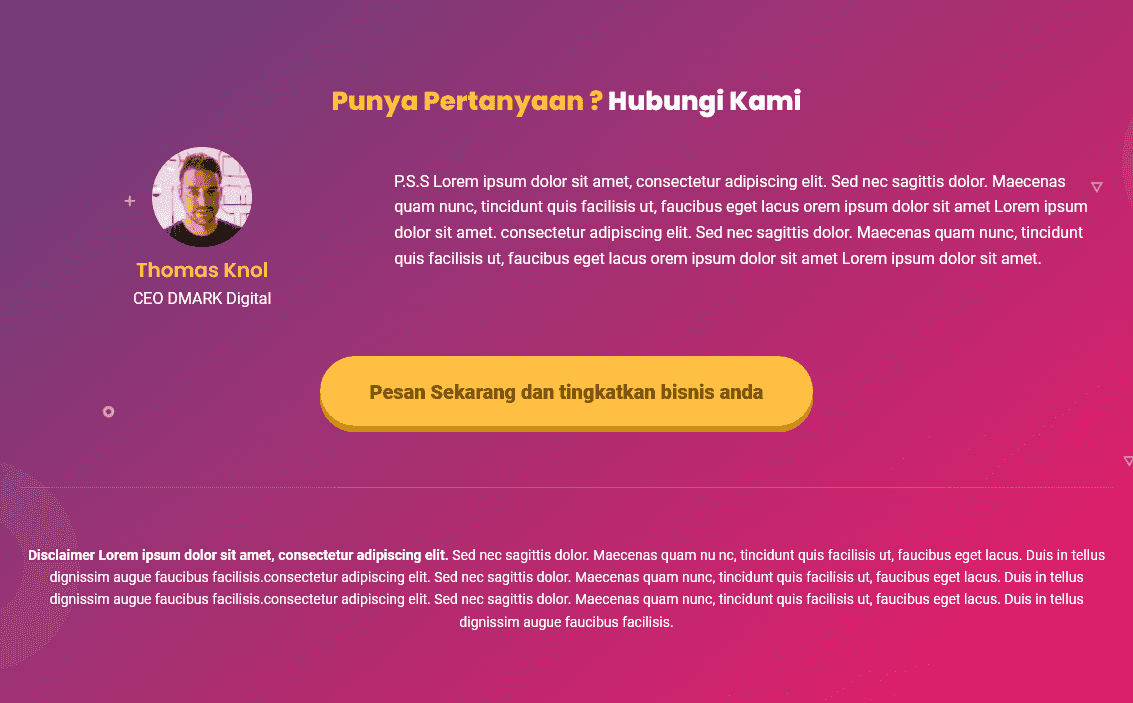 Punya Pertanyaan ? Hubungi Kami
Thomas Knol
CEO DMARK Digital
P.S.S Lorem ipsum dolor sit amet, consectetur adipiscing elit. Sed nec sagittis dolor. Maecenas
quam nunc, tincidunt quis facilisis ut, faucibus eget lacus orem ipsum dolor sit amet Lorem ipsum
dolor sit amet. consectetur adipiscing elit. Sed nec sagittis dolor. Maecenas quam nunc, tincidunt
quis facilisis ut, faucibus eget lacus orem ipsum dolor sit amet Lorem ipsum dolor sit amet.
Pesan Sekarang dan tingkatkan bisnis anda
Disclaimer Lorem ipsum dolor sit amet, consectetur adipiscing elit. Sed nec sagittis dolor. Maecenas quam nu nc, tincidunt quis facilisis ut, faucibus eget lacus. Duis in tellus
dignissim augue faucibus facilisis.consectetur adipiscing elit. Sed nec sagittis dolor. Maecenas quam nunc, tincidunt quis facilisis ut, faucibus eget lacus. Duis in tellus
dignissim augue faucibus facilisis.consectetur adipiscing elit. Sed nec sagittis dolor. Maecenas quam nunc, tincidunt quis facilisis ut, faucibus eget lacus. Duis in tellus
dignissim augue faucibus facilisis.